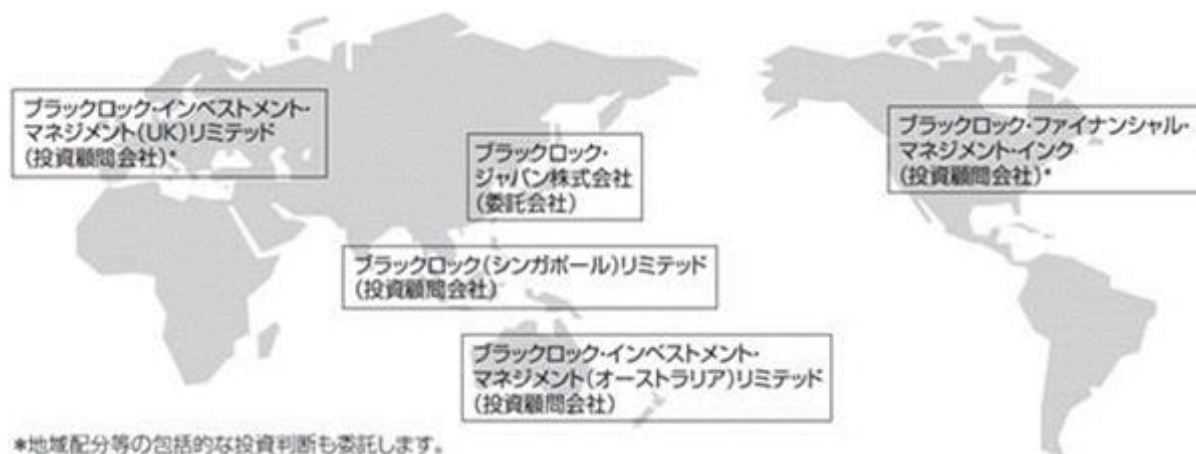 ブラックロック・インベストメント・
マネジメント(UK)リミテッド
(投資顧問会社)*
ブラックロック・
ジャパン株式会社
(委託会社)
ブラックロック・ファイナンシャル・
マネジメント・インク
(投資顧問会社)*
ブラックロック(シンガポール)リミテッド
(投資顧問会社)
ブラックロック・インベストメント・
マネジメント(オーストラリア)リミテッド
(投資顧問会社)
*地域配分等の包括的な投資判断も委託します。